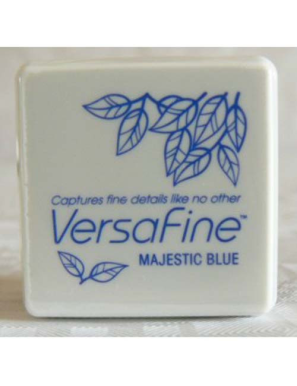 Captures fine details like no other
VersaFine™
MAJESTIC BLUE